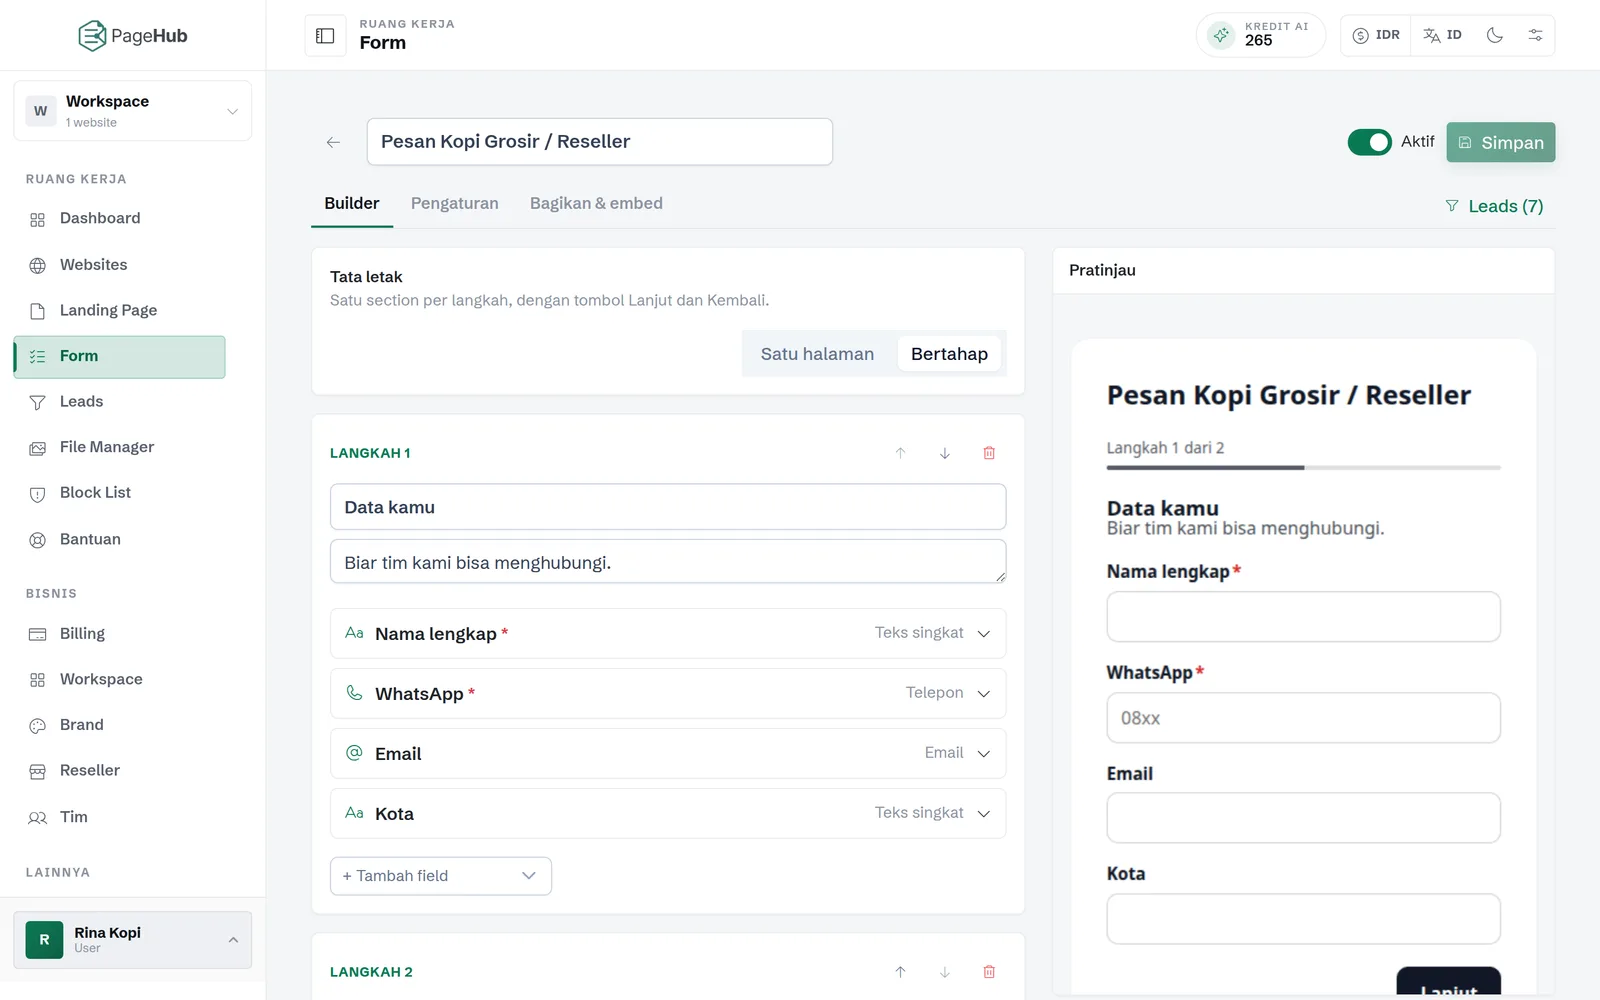 PageHub
W
Workspace
1 website
RUANG KERJA
Dashboard
Websites
Landing Page
Form
Leads
File Manager
Block List
Bantuan
BISNIS
Billing
Workspace
Brand
Reseller
Tim
LAINNYA
R
Rina Kopi
User
RUANG KERJA
Form
KREDIT AI
265
IDR
ID
Pesan Kopi Grosir / Reseller
Aktif
Simpan
Builder
Pengaturan
Bagikan & embed
Leads (7)
Tata letak
Satu section per langkah, dengan tombol Lanjut dan Kembali.
Satu halaman
Bertahap
LANGKAH 1
Data kamu
Biar tim kami bisa menghubungi.
Aa Nama lengkap * Teks singkat
WhatsApp * Telepon
@ Email Email
Aa Kota Teks singkat
+ Tambah field
LANGKAH 2
Pratinjau
Pesan Kopi Grosir / Reseller
Langkah 1 dari 2
Data kamu
Biar tim kami bisa menghubungi.
Nama lengkap *
WhatsApp *
08xx
Email
Kota
Lanjut